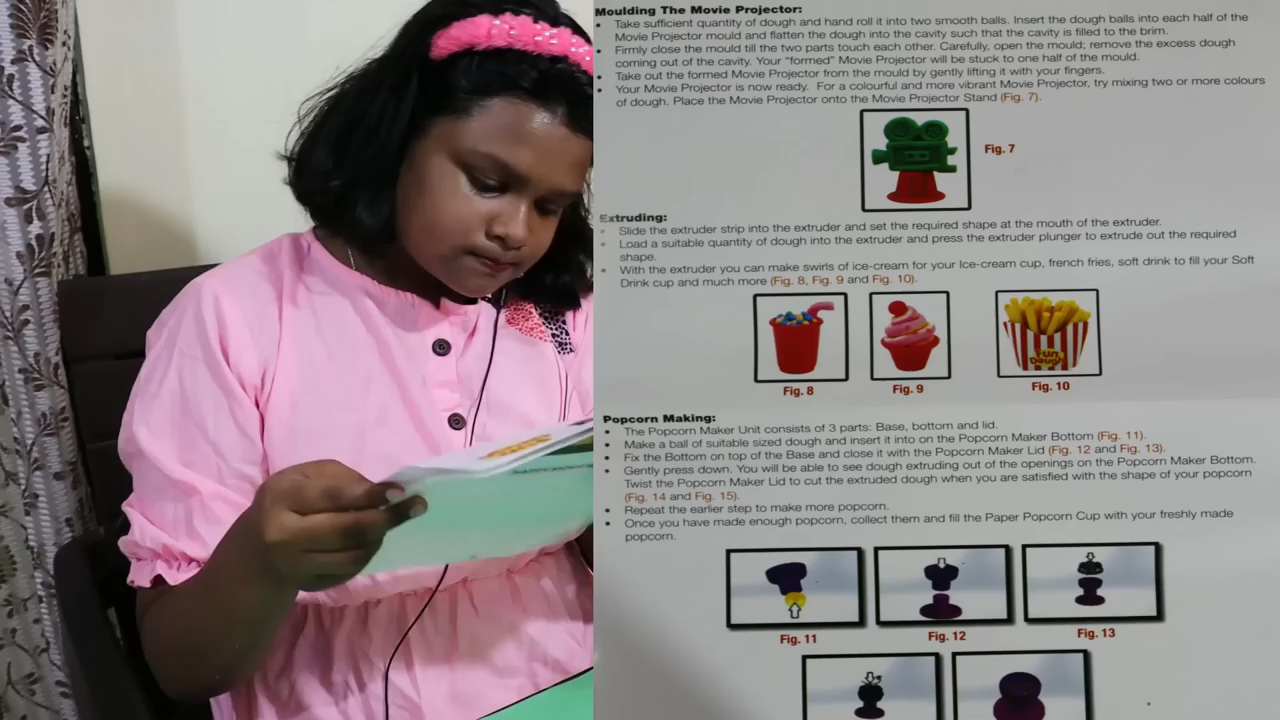 Moulding The Movie Projector:
• Take sufficient quantity of dough and hand roll it into two smooth balls. Insert the dough balls into each half of the
Movie Projector mould and flatten the dough into the cavity such that the cavity is filled to the brim.
• Firmly close the mould till the two parts touch each other. Carefully, open the mould; remove the excess dough
coming out of the cavity. Your "formed" Movie Projector will be stuck to one half of the mould.
• Take out the formed Movie Projector from the mould by gently lifting it with your fingers.
• Your Movie Projector is now ready. For a colourful and more vibrant Movie Projector, try mixing two or more colours
of dough. Place the Movie Projector onto the Movie Projector Stand (Fig. 7).
Fig. 7
Extruding:
• Slide the extruder strip into the extruder and set the required shape at the mouth of the extruder.
• Load a suitable quantity of dough into the extruder and press the extruder plunger to extrude out the required
shape.
• With the extruder you can make swirls of ice-cream for your Ice-cream cup, french fries, soft drink to fill your Soft
Drink cup and much more (Fig. 8, Fig. 9 and Fig. 10).
Fun
Dough
Fig. 8 Fig. 9 Fig. 10
Popcorn Making:
• The Popcorn Maker Unit consists of 3 parts: Base, bottom and lid.
• Make a ball of suitable sized dough and insert it into on the Popcorn Maker Bottom (Fig. 11).
• Fix the Bottom on top of the Base and close it with the Popcorn Maker Lid (Fig. 12 and Fig. 13).
• Gently press down. You will be able to see dough extruding out of the openings on the Popcorn Maker Bottom.
Twist the Popcorn Maker Lid to cut the extruded dough when you are satisfied with the shape of your popcorn
(Fig. 14 and Fig. 15).
• Repeat the earlier step to make more popcorn.
• Once you have made enough popcorn, collect them and fill the Paper Popcorn Cup with your freshly made
popcorn.
Fig. 11 Fig. 12 Fig. 13